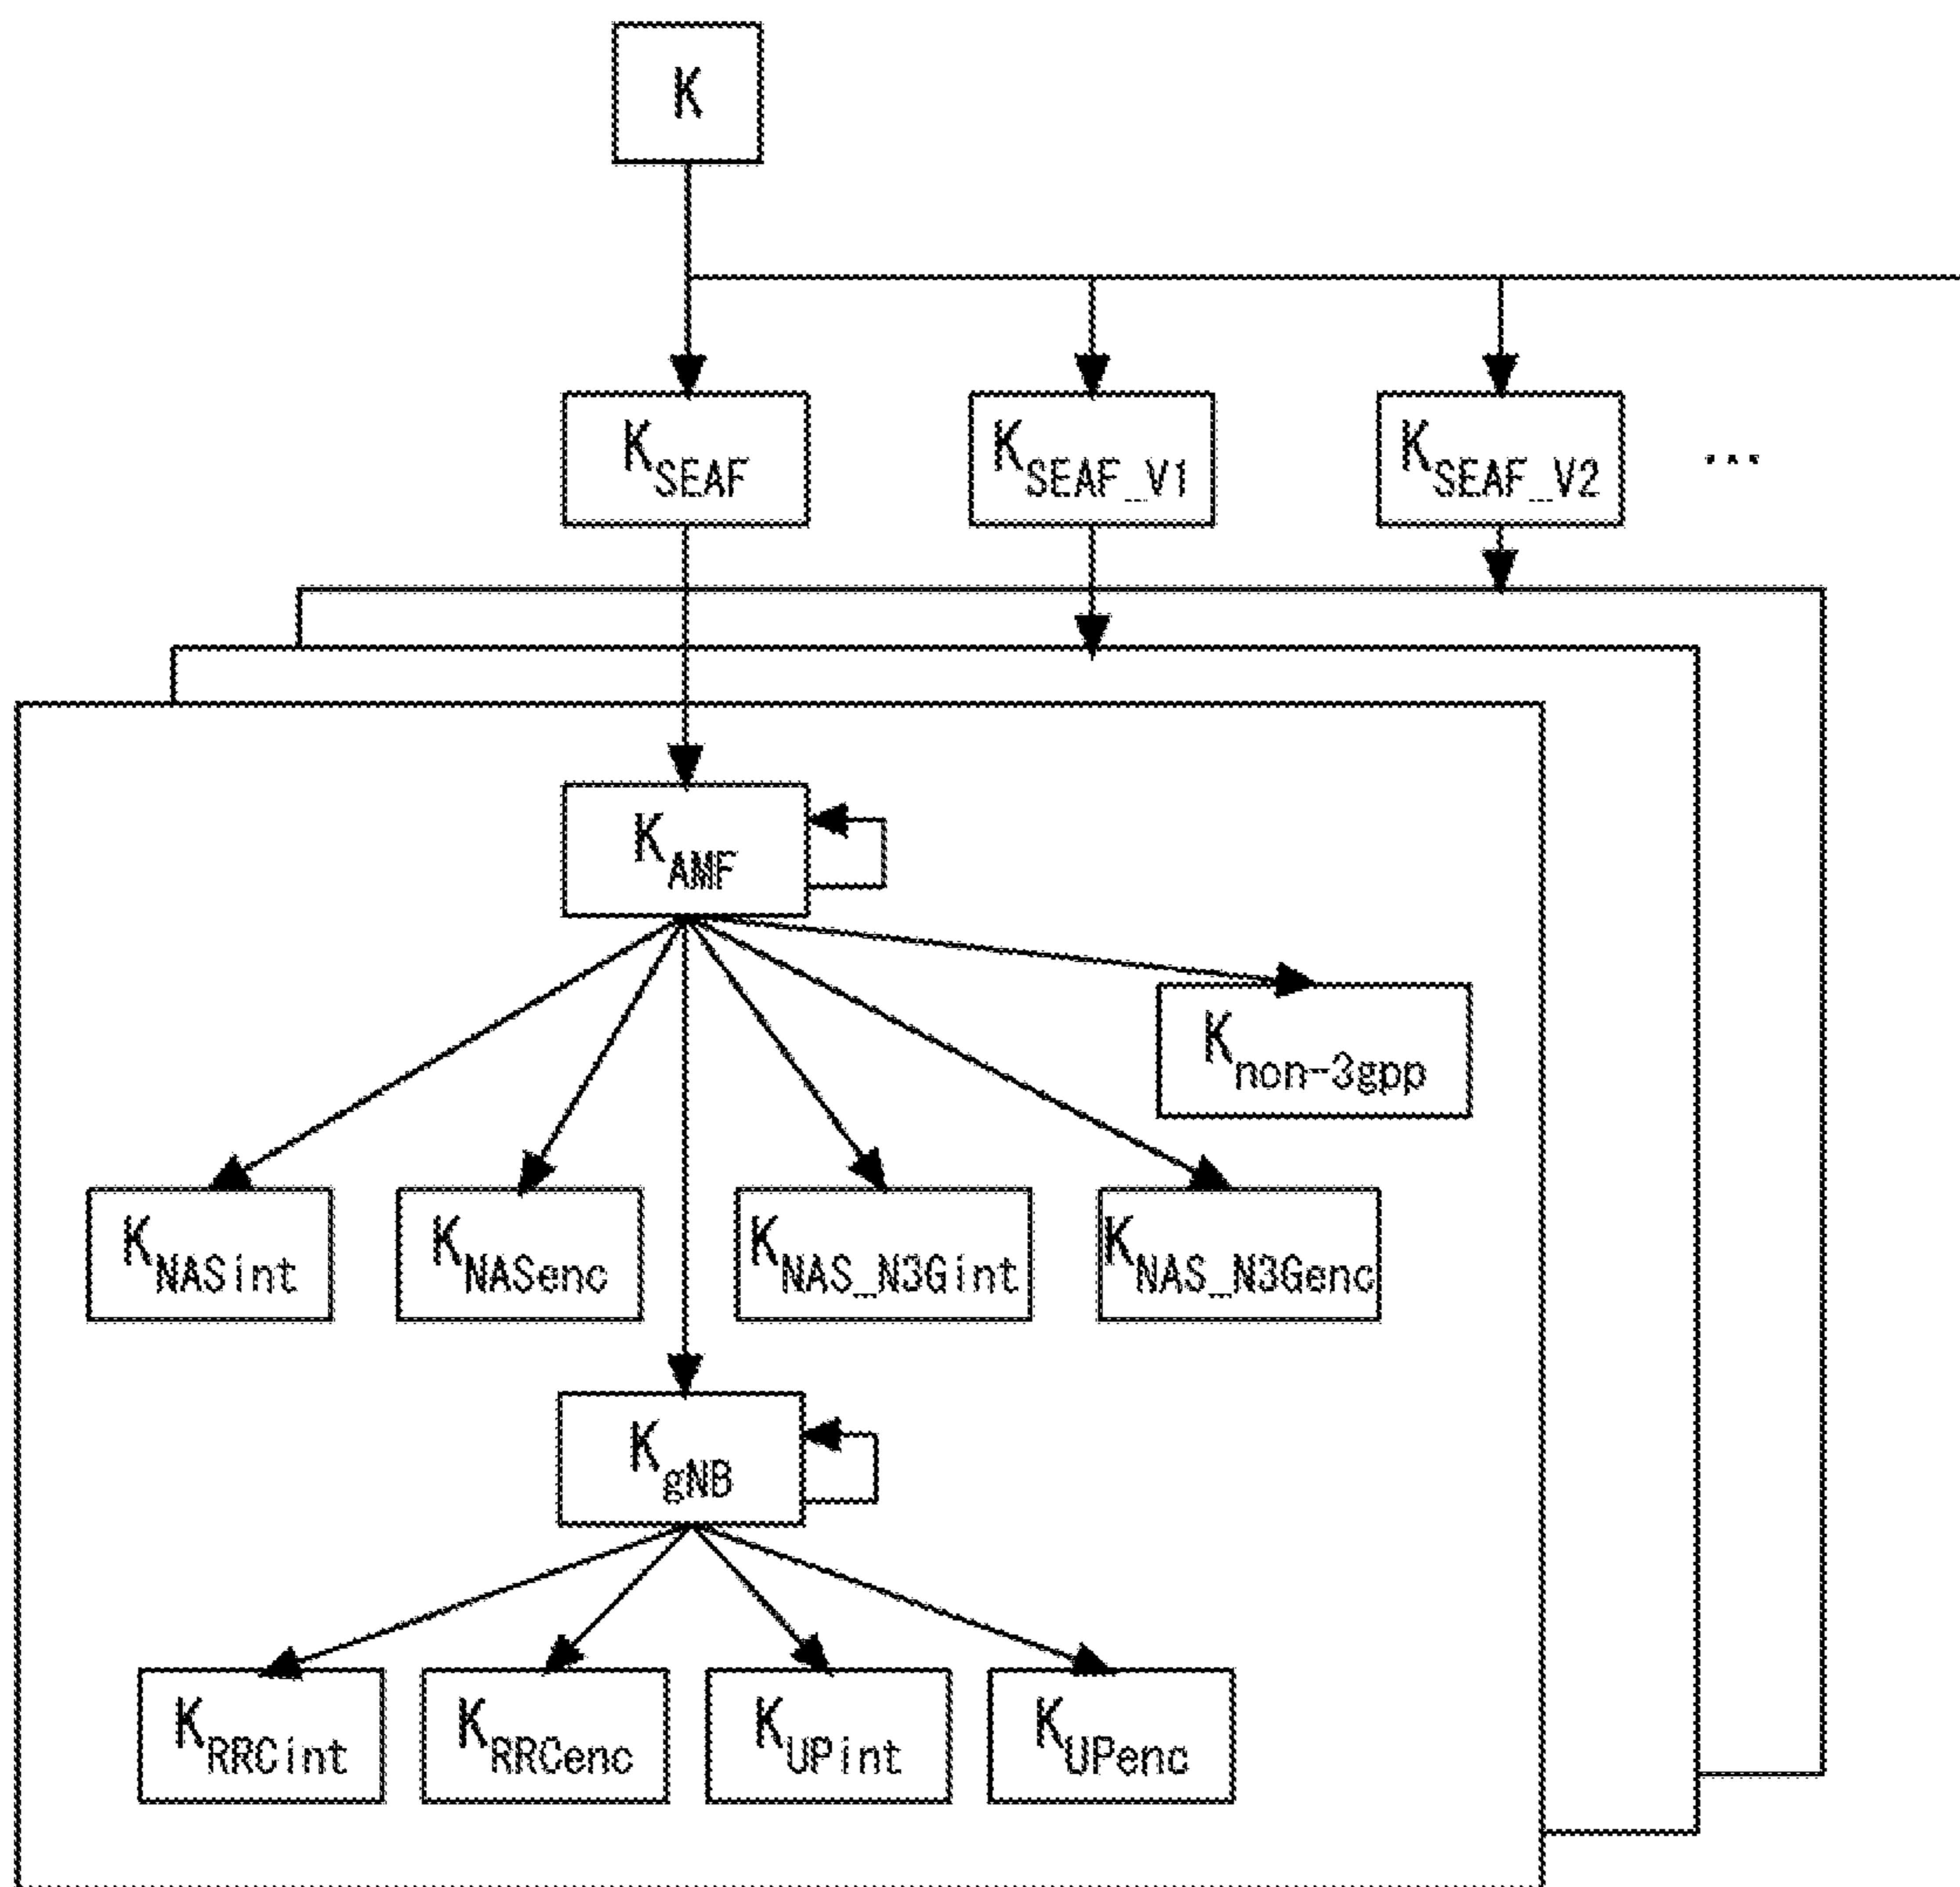 K
K_SEAF K_SEAF_V1 K_SEAF_V2 ...
K_AMF
K_non-3gpp
K_NASint K_NASenc K_NAS_N3Gint K_NAS_N3Genc
K_gNB
K_RRCint K_RRCenc K_UPint K_UPenc